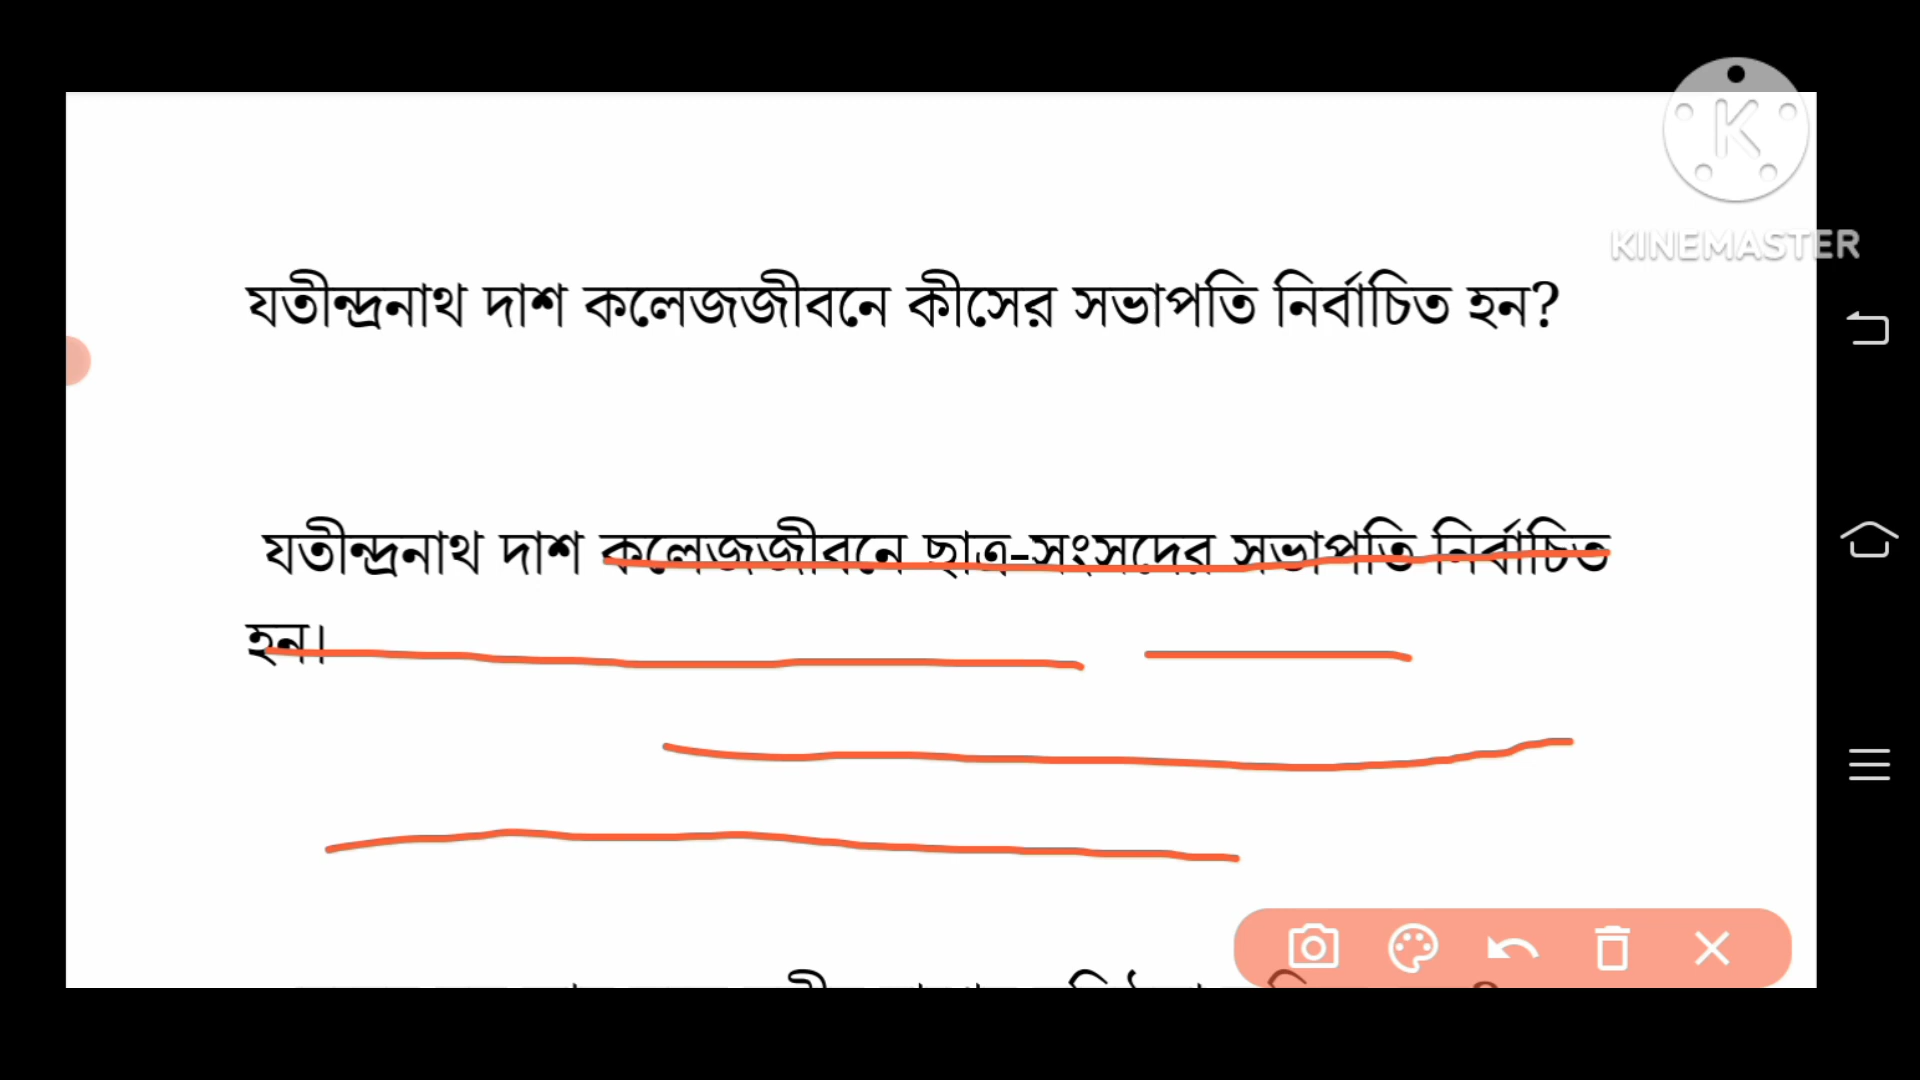 K
KINEMASTER
যতীন্দ্রনাথ দাশ কলেজজীবনে কীসের সভাপতি নির্বাচিত হন?
যতীন্দ্রনাথ দাশ কলেজজীবনে ছাত্র-সংসদের সভাপতি নির্বাচিত
হন।